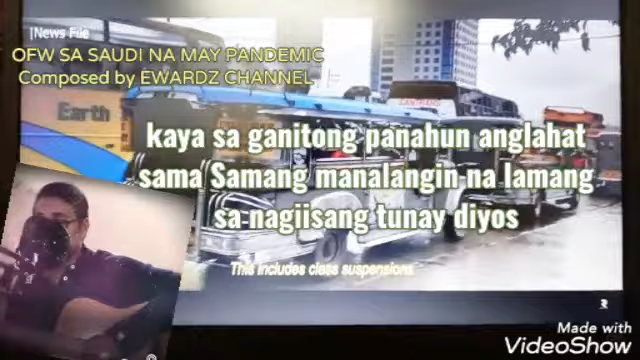 |News File
OFW SA SAUDI NA MAY PANDEMIC
Composed by EWARDZ CHANNEL
Earth
SANTRANS
kaya sa ganitong panahun anglahat
sama Samang manalangin na lamang
sa nagiisang tunay diyos
This includes class suspensions
Made with
VideoShow